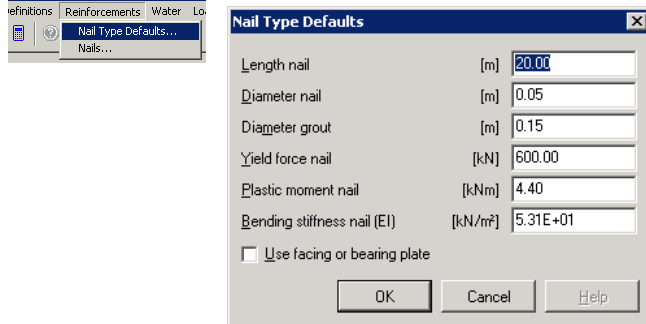 efinitions Reinforcements Water Lo
Nail Type Defaults...
Nails...
Nail Type Defaults
Length nail [m] 20.00
Diameter nail [m] 0.05
Diameter grout [m] 0.15
Yield force nail [kN] 600.00
Plastic moment nail [kNm] 4.40
Bending stiffness nail (EI) [kN/m²] 5.31E+01
Use facing or bearing plate
OK Cancel Help